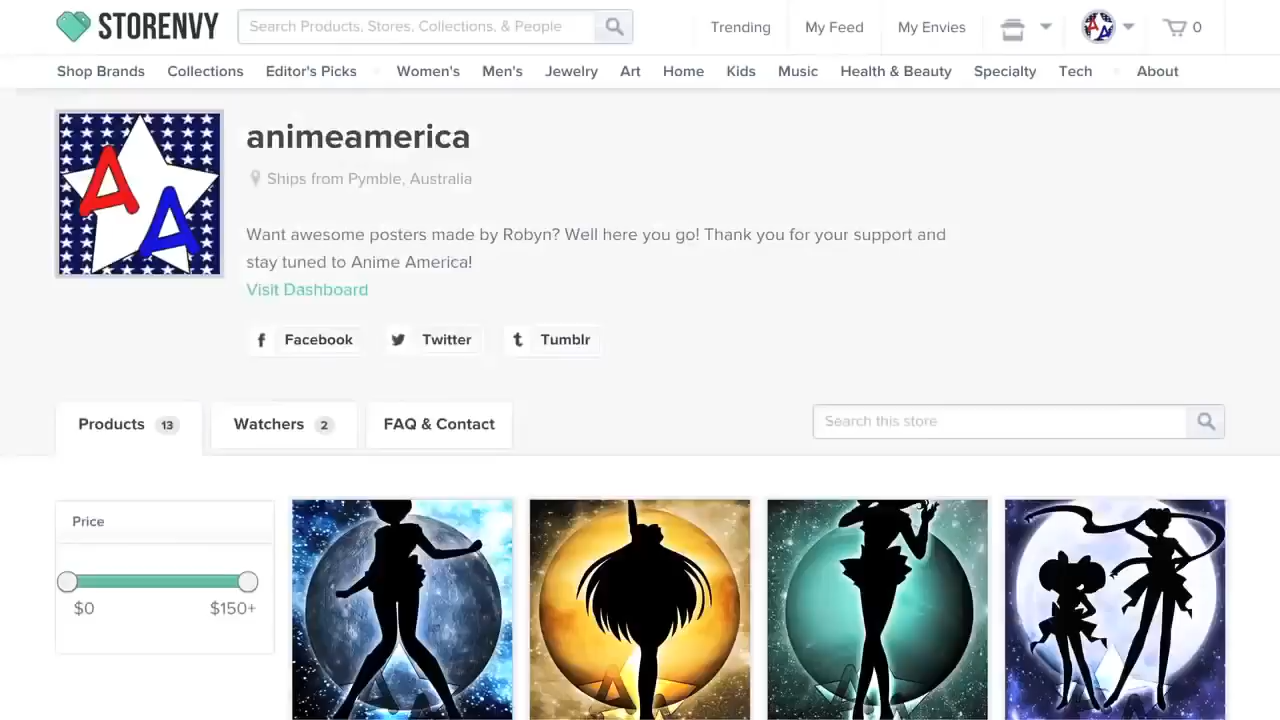 STORENVY
Search Products, Stores, Collections, & People
Trending
My Feed
My Envies
0
Shop Brands
Collections
Editor's Picks
Women's
Men's
Jewelry
Art
Home
Kids
Music
Health & Beauty
Specialty
Tech
About
AA
animeamerica
Ships from Pymble, Australia
Want awesome posters made by Robyn? Well here you go! Thank you for your support and
stay tuned to Anime America!
Visit Dashboard
f Facebook
Twitter
t Tumblr
Products 13
Watchers 2
FAQ & Contact
Search this store
Price
$0
$150+